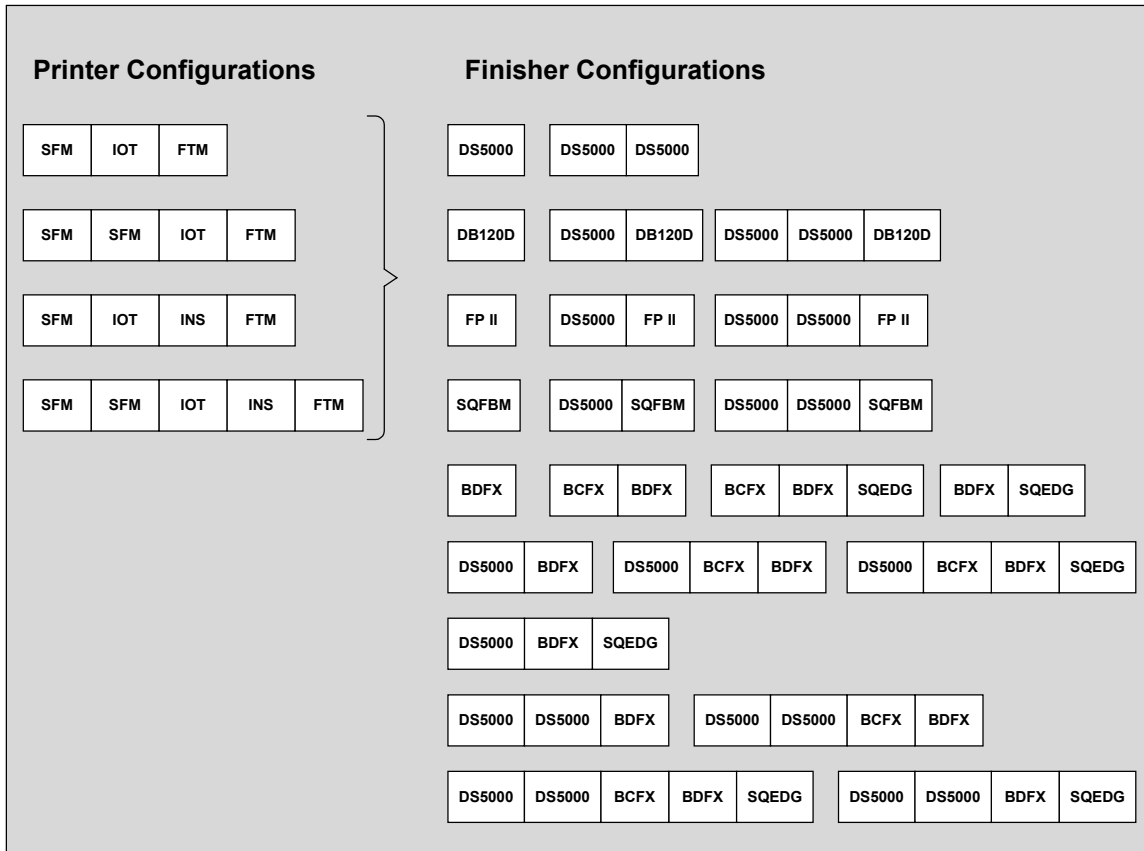 Printer Configurations
Finisher Configurations
SFM IOT FTM
SFM SFM IOT FTM
SFM IOT INS FTM
SFM SFM IOT INS FTM
DS5000 DS5000 DS5000
DB120D DS5000 DB120D DS5000 DS5000 DB120D
FP II DS5000 FP II DS5000 DS5000 FP II
SQFBM DS5000 SQFBM DS5000 DS5000 SQFBM
BDFX BCFX BDFX BCFX BDFX SQEDG BDFX SQEDG
DS5000 BDFX DS5000 BCFX BDFX DS5000 BCFX BDFX SQEDG
DS5000 BDFX SQEDG
DS5000 DS5000 BDFX DS5000 DS5000 BCFX BDFX
DS5000 DS5000 BCFX BDFX SQEDG DS5000 DS5000 BDFX SQEDG